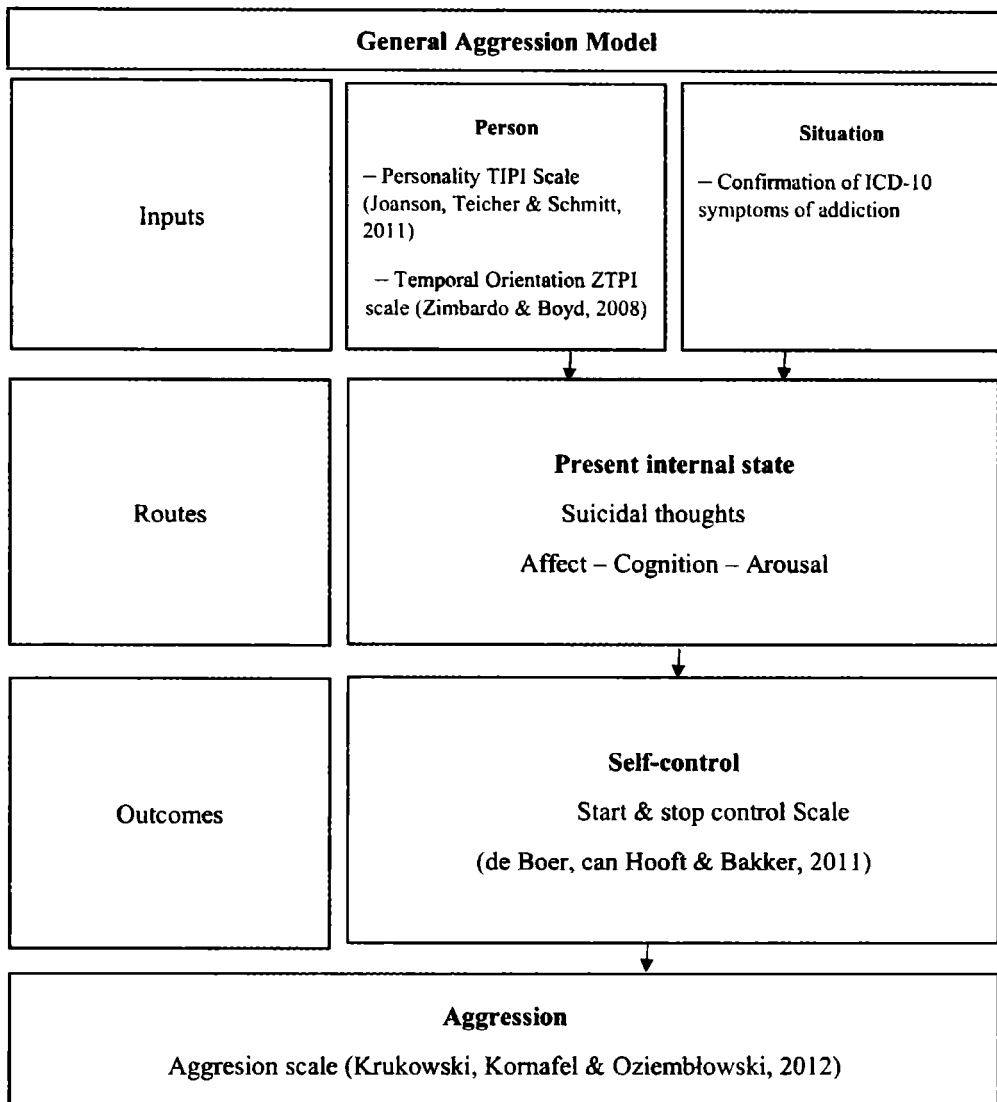 General Aggression Model
Inputs
Person
– Personality TIPI Scale
(Joanson, Teicher & Schmitt,
2011)
– Temporal Orientation ZTPI
scale (Zimbardo & Boyd, 2008)
Situation
– Confirmation of ICD-10
symptoms of addiction
Routes
Present internal state
Suicidal thoughts
Affect – Cognition – Arousal
Outcomes
Self-control
Start & stop control Scale
(de Boer, can Hooft & Bakker, 2011)
Aggression
Aggresion scale (Krukowski, Kornafel & Oziembłowski, 2012)